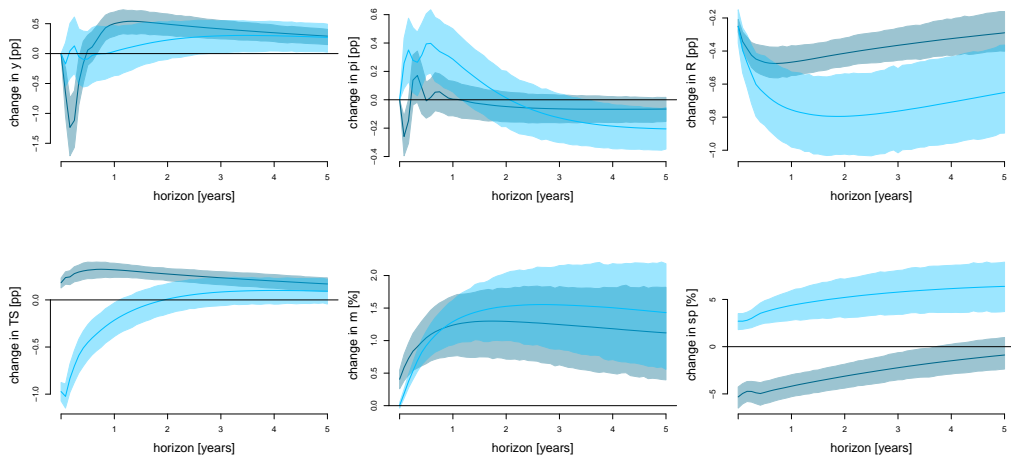 change in y [pp]
0.5
0.0
−0.5
−1.0
−1.5
1 2 3 4 5
horizon [years]
change in pi [pp]
0.6
0.4
0.2
0.0
−0.2
−0.4
1 2 3 4 5
horizon [years]
change in R [pp]
−0.2
−0.4
−0.6
−0.8
−1.0
1 2 3 4 5
horizon [years]
change in TS [pp]
0.0
−0.5
−1.0
1 2 3 4 5
horizon [years]
change in m [%]
2.0
1.5
1.0
0.5
0.0
1 2 3 4 5
horizon [years]
change in sp [%]
5
0
−5
1 2 3 4 5
horizon [years]